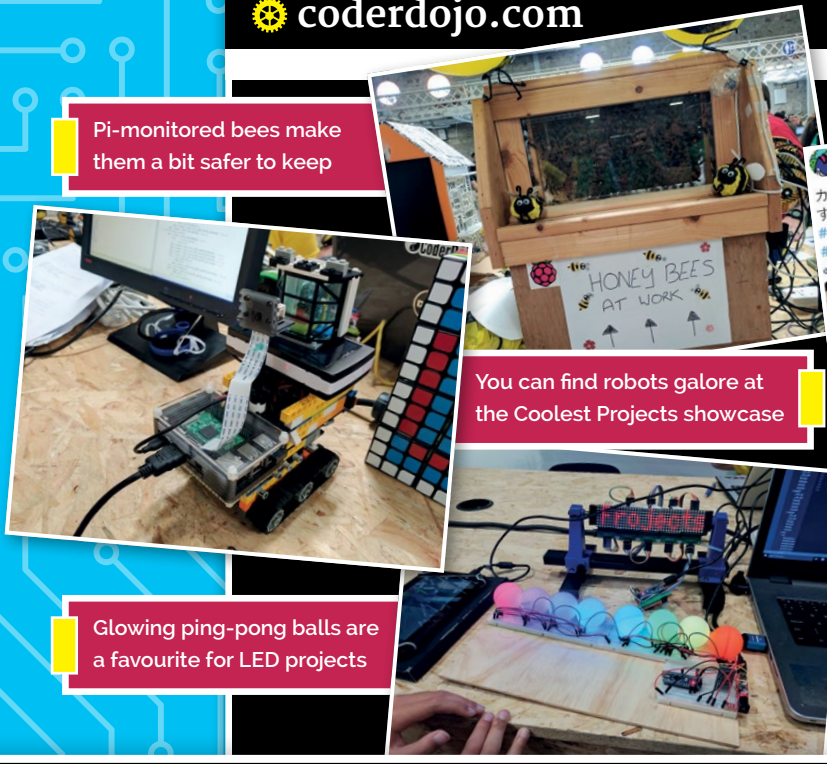 coderdojo.com
Pi-monitored bees make
them a bit safer to keep
HONEY BEES
AT WORK
You can find robots galore at
the Coolest Projects showcase
Projects
Glowing ping-pong balls are
a favourite for LED projects